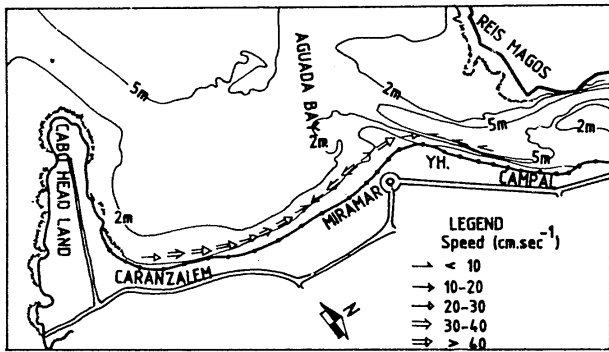 REIS MAGOS
AGUADA BAY
5m
2m
2m
5m
2m
2m
5m
CABO HEAD LAND
YH.
CAMPAL
MIRAMAR
2m
CARANZALEM
N
LEGEND
Speed (cm.sec⁻¹)
< 10
10-20
20-30
30-40
> 40